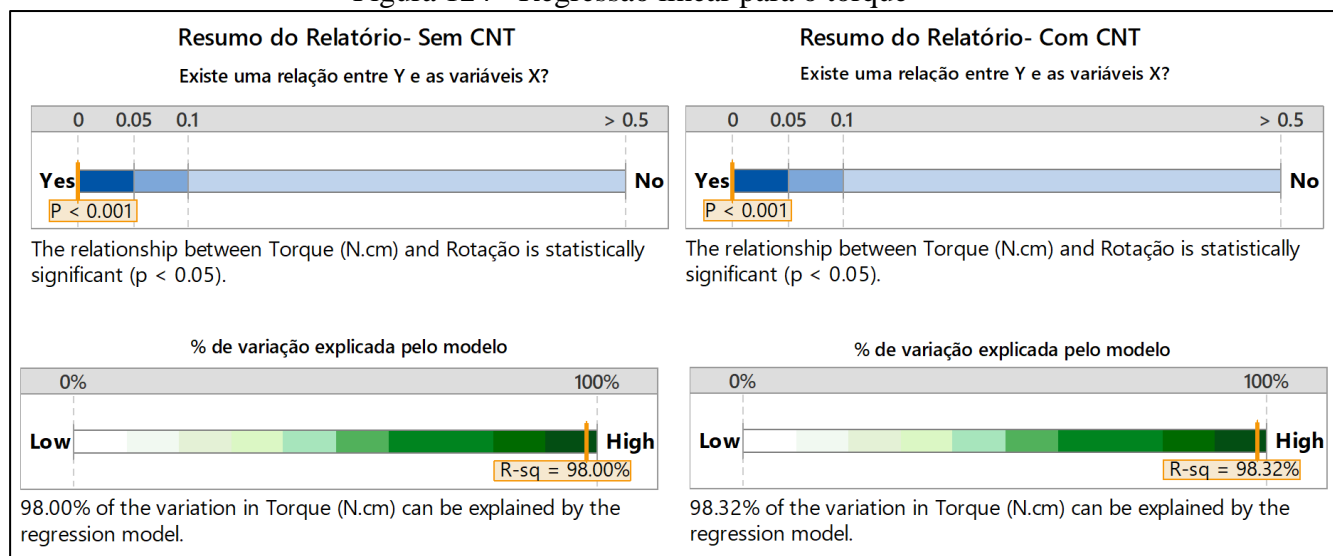 Figura 124 - Regressão linear para o torque
Resumo do Relatório- Sem CNT
Existe uma relação entre Y e as variáveis X?
0 0.05 0.1 > 0.5
Yes No
P < 0.001
The relationship between Torque (N.cm) and Rotação is statistically
significant (p < 0.05).
% de variação explicada pelo modelo
0% 100%
Low High
R-sq = 98.00%
98.00% of the variation in Torque (N.cm) can be explained by the
regression model.
Resumo do Relatório- Com CNT
Existe uma relação entre Y e as variáveis X?
0 0.05 0.1 > 0.5
Yes No
P < 0.001
The relationship between Torque (N.cm) and Rotação is statistically
significant (p < 0.05).
% de variação explicada pelo modelo
0% 100%
Low High
R-sq = 98.32%
98.32% of the variation in Torque (N.cm) can be explained by the
regression model.